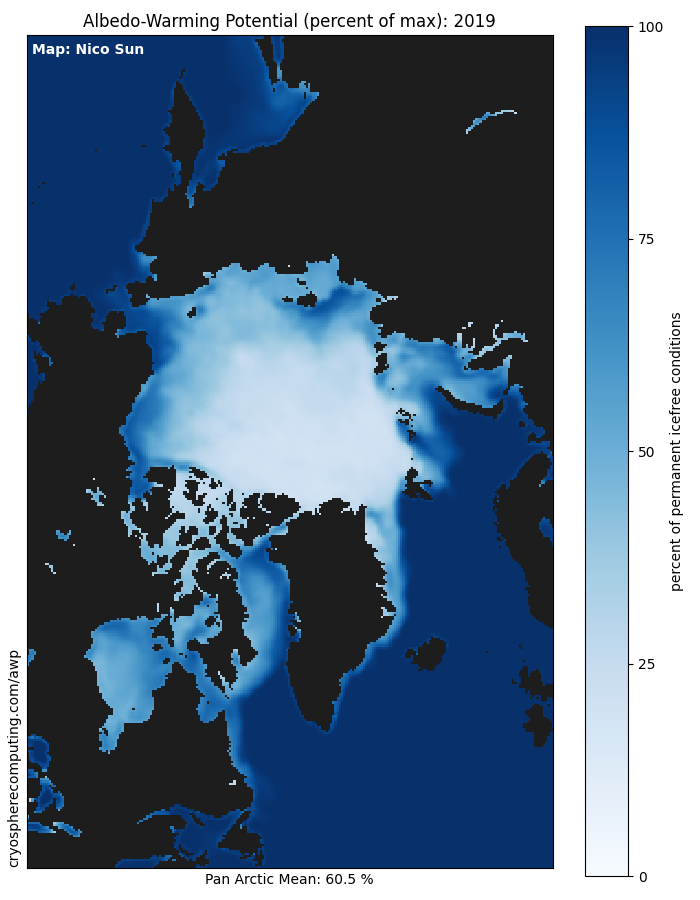 Albedo-Warming Potential (percent of max): 2019
Map: Nico Sun
100
75
50
25
0
percent of permanent icefree conditions
cryospherecomputing.com/awp
Pan Arctic Mean: 60.5 %